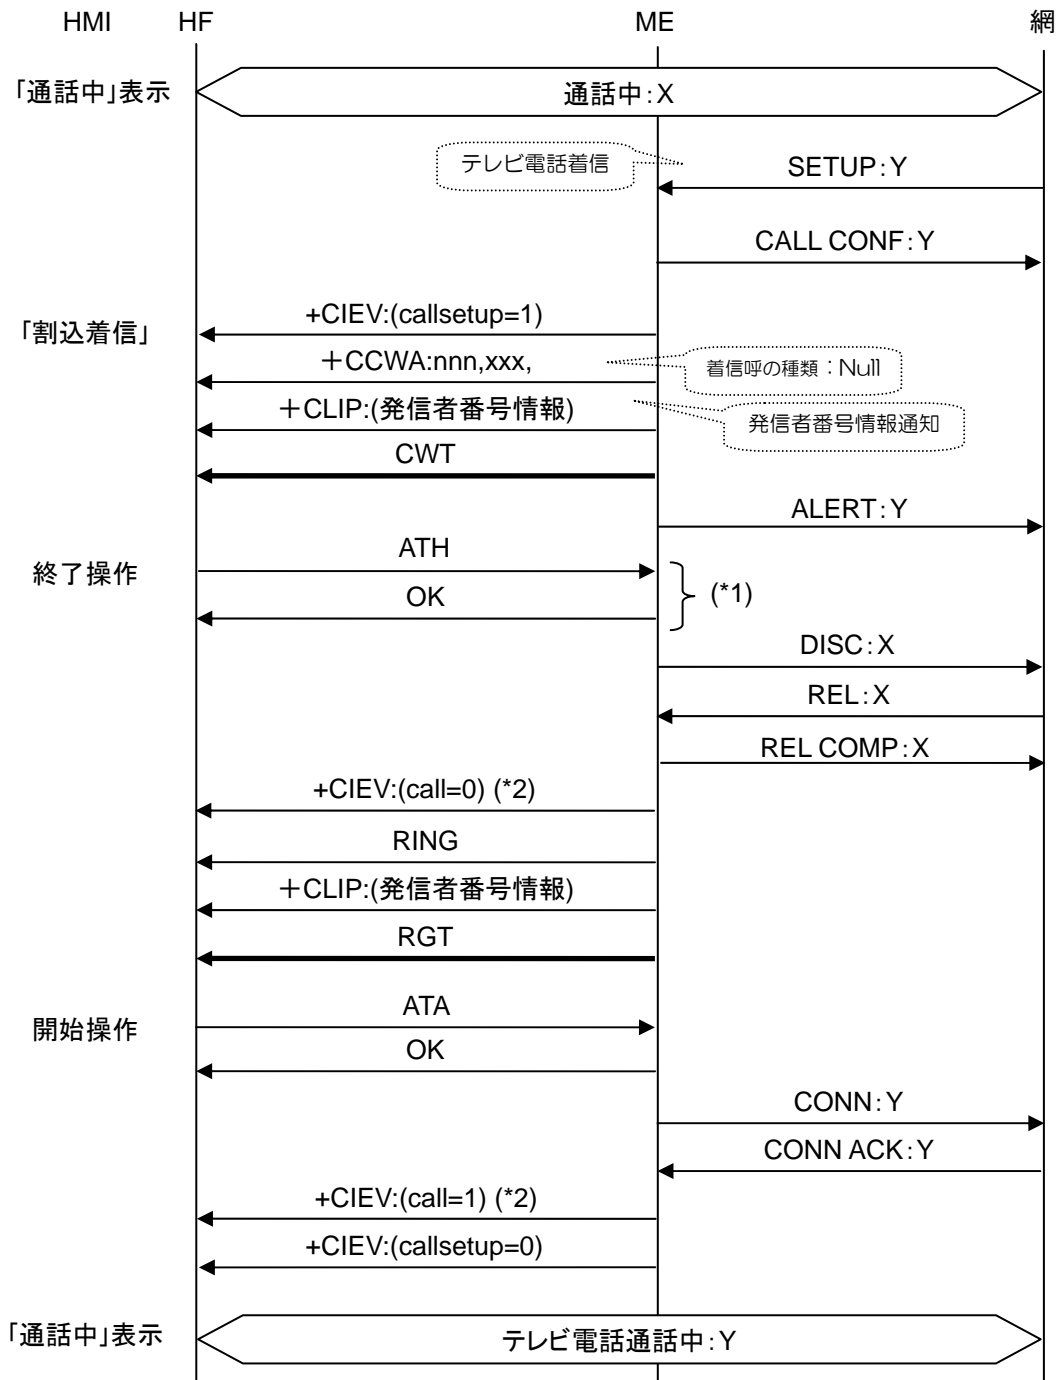 HMI HF ME 網
「通話中」表示 通話中:X
テレビ電話着信 SETUP:Y
CALL CONF:Y
+CIEV:(callsetup=1)
「割込着信」
+CCWA:nnn,xxx, 着信呼の種類:Null
+CLIP:(発信者番号情報) 発信者番号情報通知
CWT
ALERT:Y
ATH
終了操作
OK (*1)
DISC:X
REL:X
REL COMP:X
+CIEV:(call=0) (*2)
RING
+CLIP:(発信者番号情報)
RGT
ATA
開始操作
OK
CONN:Y
CONN ACK:Y
+CIEV:(call=1) (*2)
+CIEV:(callsetup=0)
「通話中」表示 テレビ電話通話中:Y